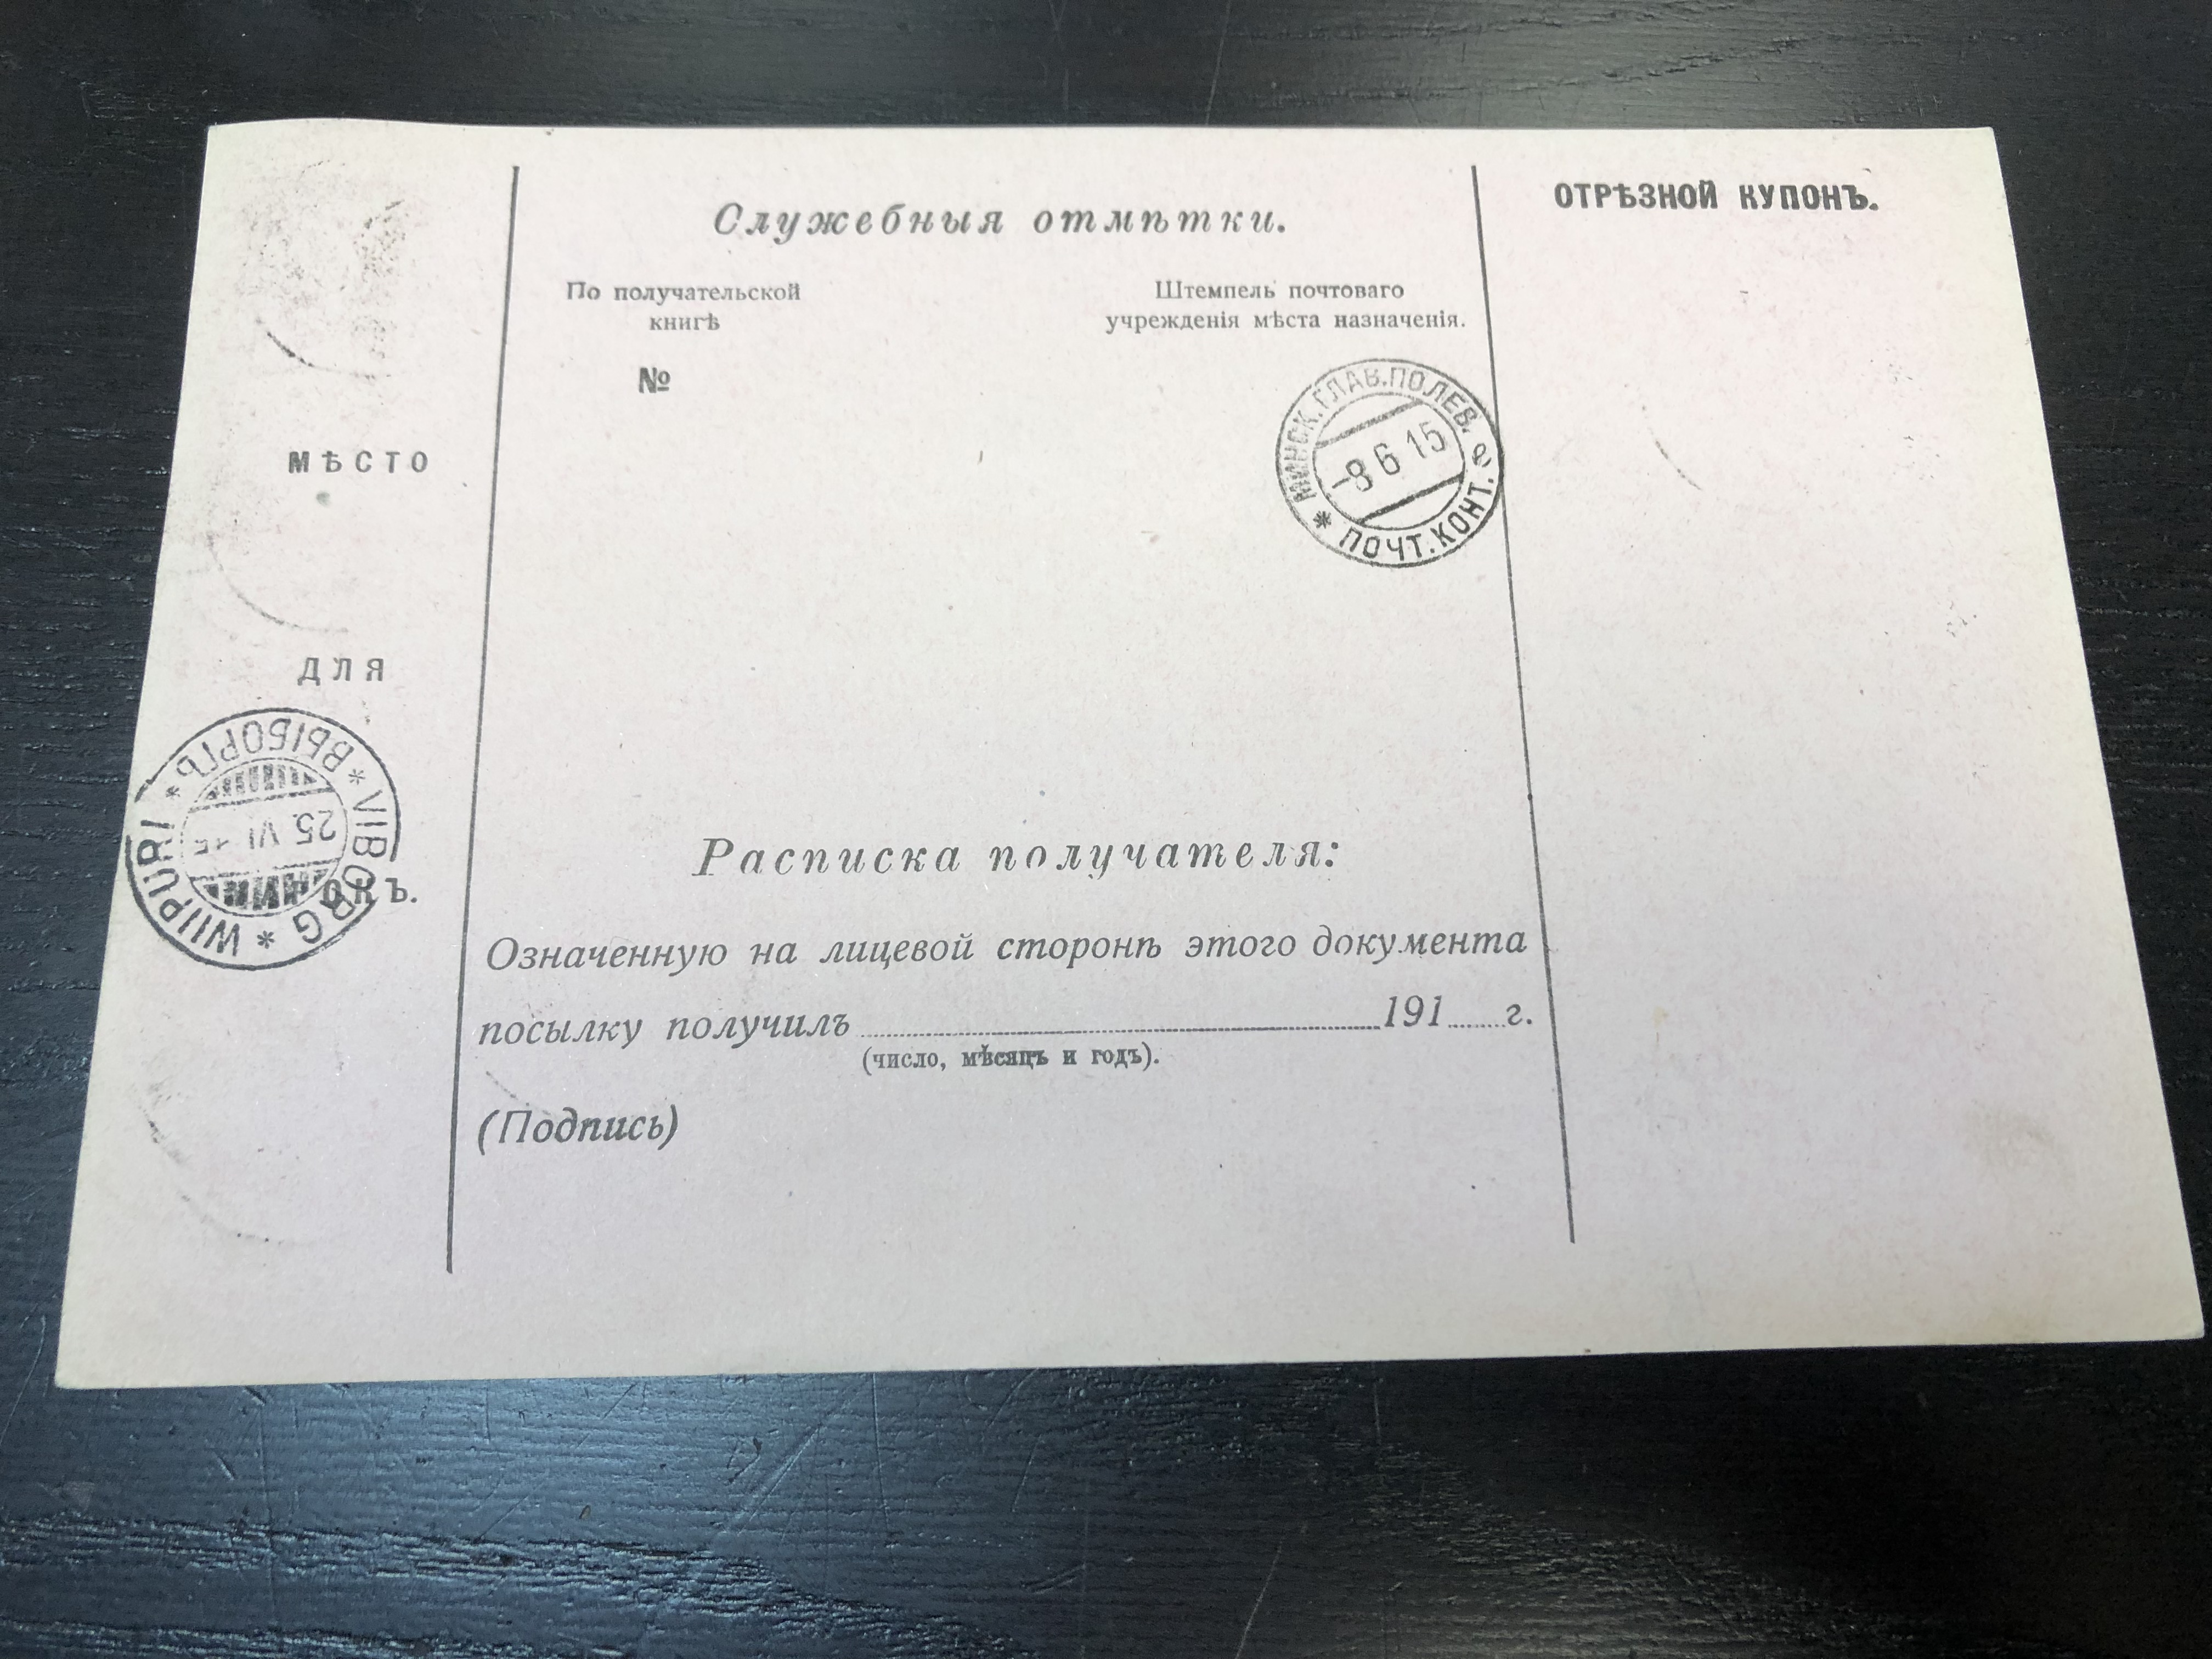 МѢСТО
ДЛЯ
ВЫБОРГЪ * VIBORG * WIIPURI *
25. VI
Служебныя отмѣтки.
По получательской
книгѣ
№
Штемпель почтоваго
учрежденія мѣста назначенія.
МИНСК. ГЛАВ. ПОЛЕВ.
-8 6 15
* ПОЧТ. КОНТ. е
Расписка получателя:
Означенную на лицевой сторонѣ этого документа
посылку получилъ 191 г.
(число, мѣсяцъ и годъ).
(Подпись)
ОТРѢЗНОЙ КУПОНЪ.